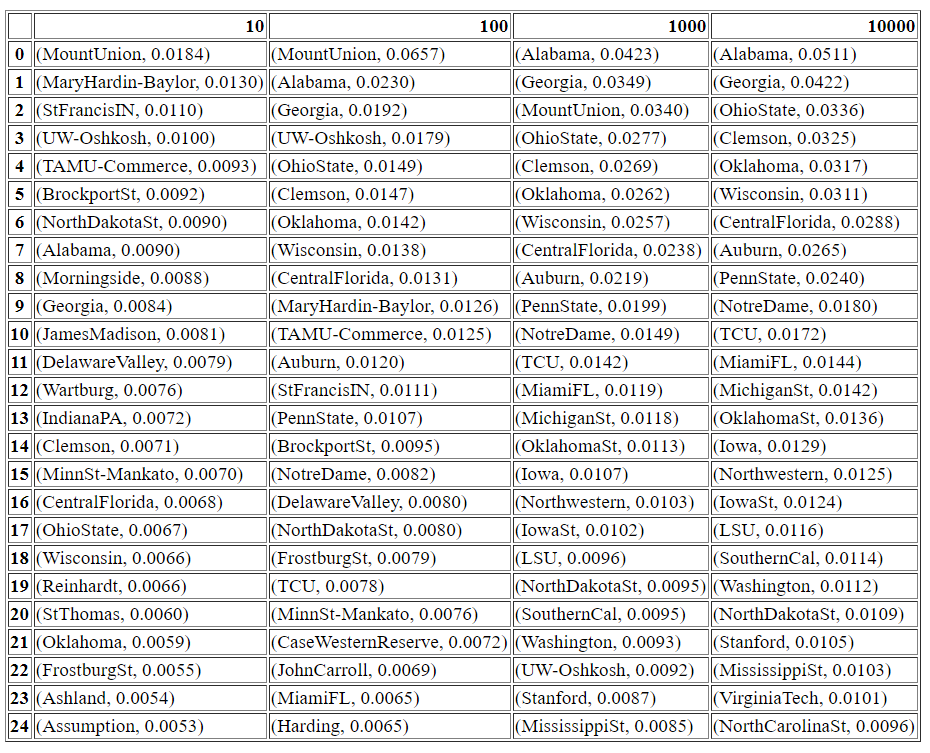 10 100 1000 10000
0 (MountUnion, 0.0184) (MountUnion, 0.0657) (Alabama, 0.0423) (Alabama, 0.0511)
1 (MaryHardin-Baylor, 0.0130) (Alabama, 0.0230) (Georgia, 0.0349) (Georgia, 0.0422)
2 (StFrancisIN, 0.0110) (Georgia, 0.0192) (MountUnion, 0.0340) (OhioState, 0.0336)
3 (UW-Oshkosh, 0.0100) (UW-Oshkosh, 0.0179) (OhioState, 0.0277) (Clemson, 0.0325)
4 (TAMU-Commerce, 0.0093) (OhioState, 0.0149) (Clemson, 0.0269) (Oklahoma, 0.0317)
5 (BrockportSt, 0.0092) (Clemson, 0.0147) (Oklahoma, 0.0262) (Wisconsin, 0.0311)
6 (NorthDakotaSt, 0.0090) (Oklahoma, 0.0142) (Wisconsin, 0.0257) (CentralFlorida, 0.0288)
7 (Alabama, 0.0090) (Wisconsin, 0.0138) (CentralFlorida, 0.0238) (Auburn, 0.0265)
8 (Morningside, 0.0088) (CentralFlorida, 0.0131) (Auburn, 0.0219) (PennState, 0.0240)
9 (Georgia, 0.0084) (MaryHardin-Baylor, 0.0126) (PennState, 0.0199) (NotreDame, 0.0180)
10 (JamesMadison, 0.0081) (TAMU-Commerce, 0.0125) (NotreDame, 0.0149) (TCU, 0.0172)
11 (DelawareValley, 0.0079) (Auburn, 0.0120) (TCU, 0.0142) (MiamiFL, 0.0144)
12 (Wartburg, 0.0076) (StFrancisIN, 0.0111) (MiamiFL, 0.0119) (MichiganSt, 0.0142)
13 (IndianaPA, 0.0072) (PennState, 0.0107) (MichiganSt, 0.0118) (OklahomaSt, 0.0136)
14 (Clemson, 0.0071) (BrockportSt, 0.0095) (OklahomaSt, 0.0113) (Iowa, 0.0129)
15 (MinnSt-Mankato, 0.0070) (NotreDame, 0.0082) (Iowa, 0.0107) (Northwestern, 0.0125)
16 (CentralFlorida, 0.0068) (DelawareValley, 0.0080) (Northwestern, 0.0103) (IowaSt, 0.0124)
17 (OhioState, 0.0067) (NorthDakotaSt, 0.0080) (IowaSt, 0.0102) (LSU, 0.0116)
18 (Wisconsin, 0.0066) (FrostburgSt, 0.0079) (LSU, 0.0096) (SouthernCal, 0.0114)
19 (Reinhardt, 0.0066) (TCU, 0.0078) (NorthDakotaSt, 0.0095) (Washington, 0.0112)
20 (StThomas, 0.0060) (MinnSt-Mankato, 0.0076) (SouthernCal, 0.0095) (NorthDakotaSt, 0.0109)
21 (Oklahoma, 0.0059) (CaseWesternReserve, 0.0072) (Washington, 0.0093) (Stanford, 0.0105)
22 (FrostburgSt, 0.0055) (JohnCarroll, 0.0069) (UW-Oshkosh, 0.0092) (MississippiSt, 0.0103)
23 (Ashland, 0.0054) (MiamiFL, 0.0065) (Stanford, 0.0087) (VirginiaTech, 0.0101)
24 (Assumption, 0.0053) (Harding, 0.0065) (MississippiSt, 0.0085) (NorthCarolinaSt, 0.0096)